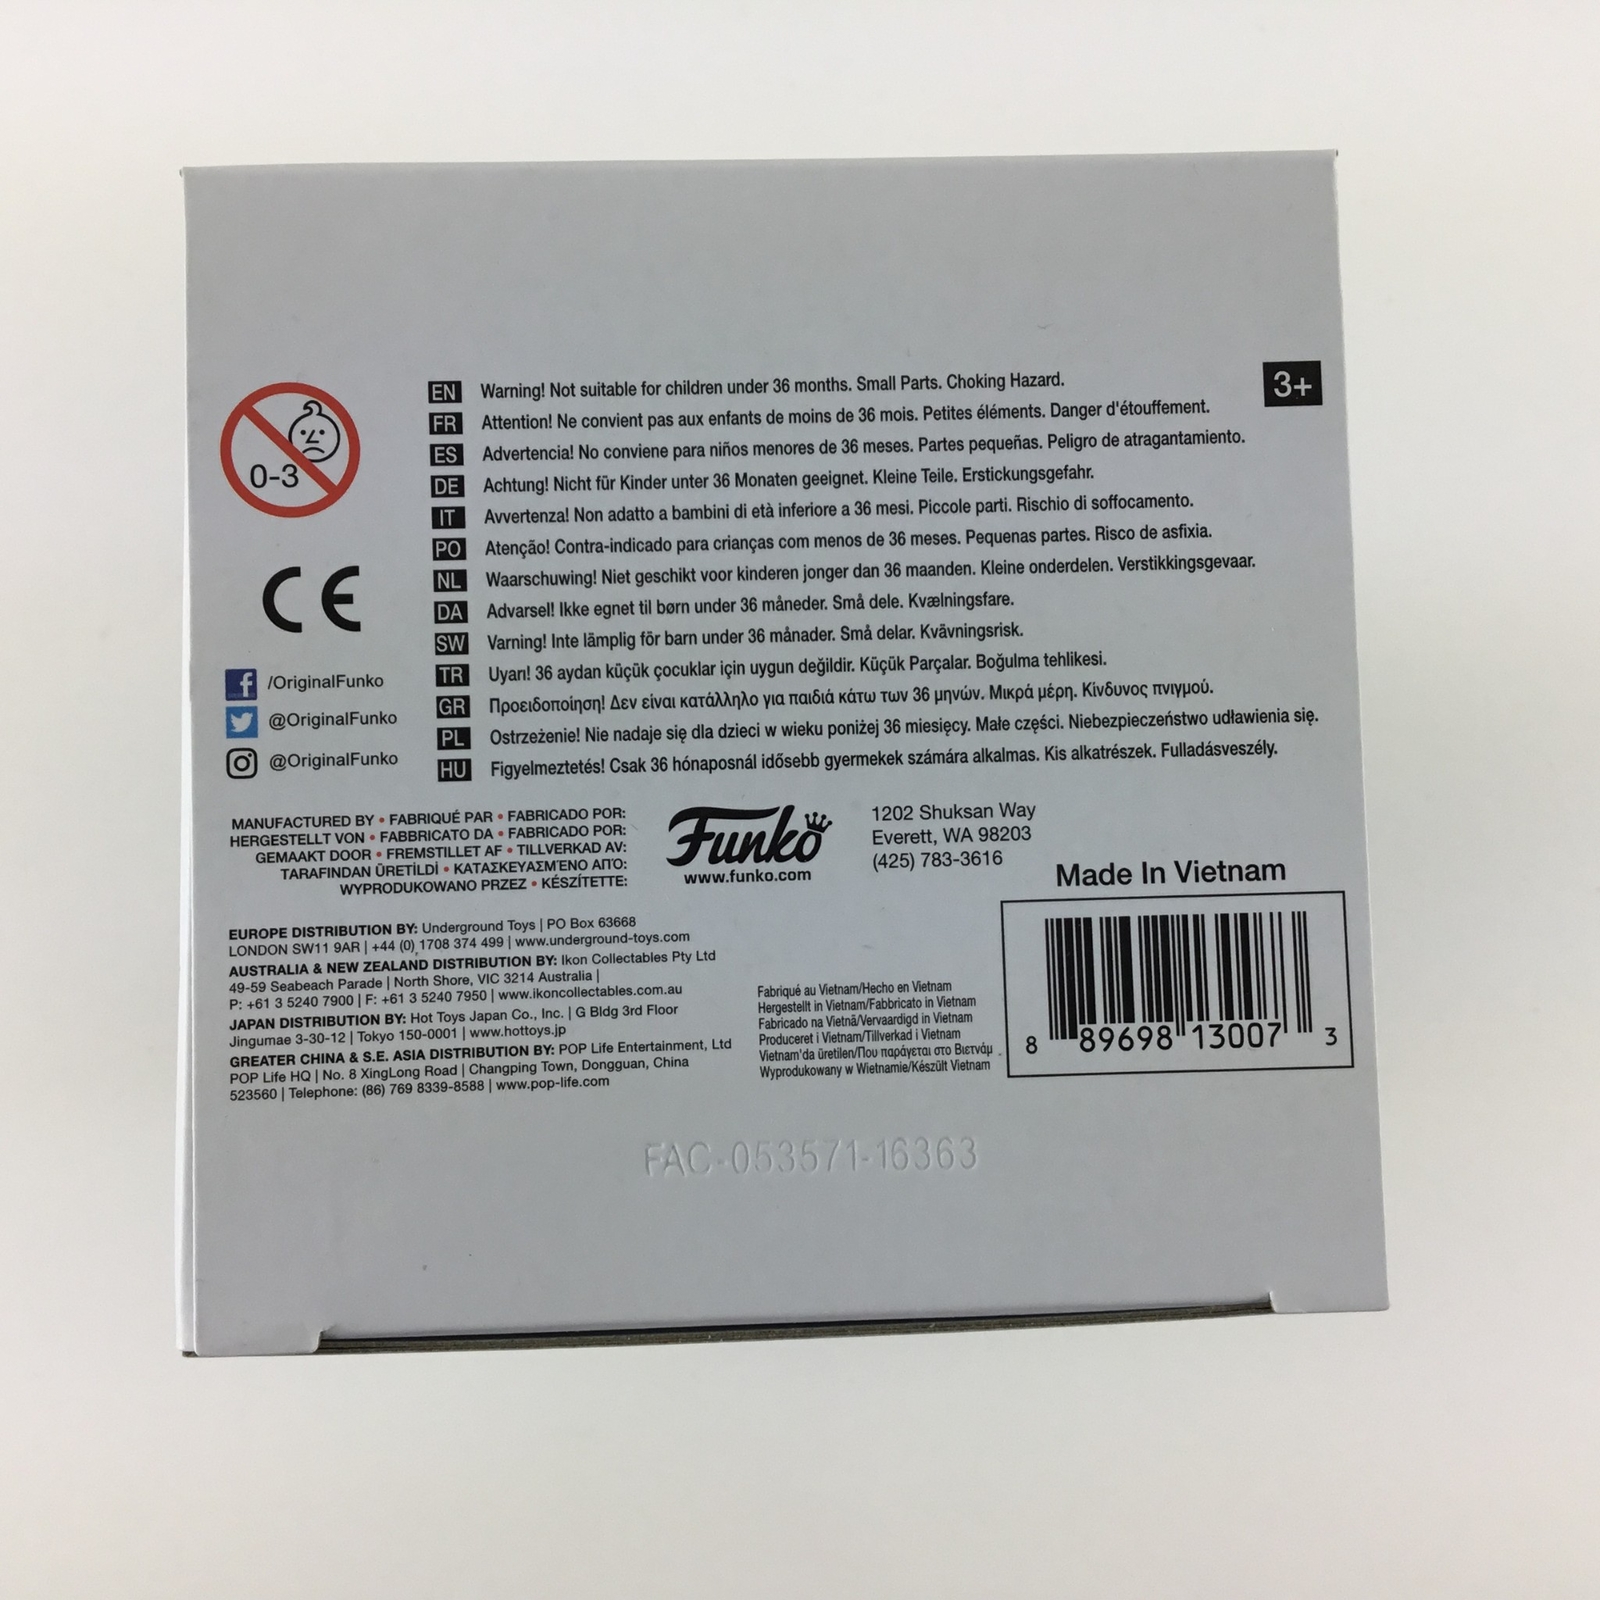 3+
0-3
EN Warning! Not suitable for children under 36 months. Small Parts. Choking Hazard.
FR Attention! Ne convient pas aux enfants de moins de 36 mois. Petites éléments. Danger d'étouffement.
ES Advertencia! No conviene para niños menores de 36 meses. Partes pequeñas. Peligro de atragantamiento.
DE Achtung! Nicht für Kinder unter 36 Monaten geeignet. Kleine Teile. Erstickungsgefahr.
IT Avvertenza! Non adatto a bambini di età inferiore a 36 mesi. Piccole parti. Rischio di soffocamento.
PO Atenção! Contra-indicado para crianças com menos de 36 meses. Pequenas partes. Risco de asfixia.
NL Waarschuwing! Niet geschikt voor kinderen jonger dan 36 maanden. Kleine onderdelen. Verstikkingsgevaar.
DA Advarsel! Ikke egnet til børn under 36 måneder. Små dele. Kvælningsfare.
SW Varning! Inte lämplig för barn under 36 månader. Små delar. Kvävningsrisk.
TR Uyarı! 36 aydan küçük çocuklar için uygun değildir. Küçük Parçalar. Boğulma tehlikesi.
GR Προειδοποίηση! Δεν είναι κατάλληλο για παιδιά κάτω των 36 μηνών. Μικρά μέρη. Κίνδυνος πνιγμού.
PL Ostrzeżenie! Nie nadaje się dla dzieci w wieku poniżej 36 miesięcy. Małe części. Niebezpieczeństwo udławienia się.
HU Figyelmeztetés! Csak 36 hónaposnál idősebb gyermekek számára alkalmas. Kis alkatrészek. Fulladásveszély.
CE
/OriginalFunko
@OriginalFunko
@OriginalFunko
MANUFACTURED BY • FABRIQUÉ PAR • FABRICADO POR:
HERGESTELLT VON • FABBRICATO DA • FABRICADO POR:
GEMAAKT DOOR • FREMSTILLET AF • TILLVERKAD AV:
TARAFINDAN ÜRETİLDİ • ΚΑΤΑΣΚΕΥΑΣΜΈΝΟ ΑΠΌ:
WYPRODUKOWANO PRZEZ • KÉSZÍTETTE:
Funko
www.funko.com
1202 Shuksan Way
Everett, WA 98203
(425) 783-3616
Made In Vietnam
EUROPE DISTRIBUTION BY: Underground Toys | PO Box 63668
LONDON SW11 9AR | +44 (0) 1708 374 499 | www.underground-toys.com
AUSTRALIA & NEW ZEALAND DISTRIBUTION BY: Ikon Collectables Pty Ltd
49-59 Seabeach Parade | North Shore, VIC 3214 Australia |
P: +61 3 5240 7900 | F: +61 3 5240 7950 | www.ikoncollectables.com.au
JAPAN DISTRIBUTION BY: Hot Toys Japan Co., Inc. | G Bldg 3rd Floor
Jingumae 3-30-12 | Tokyo 150-0001 | www.hottoys.jp
GREATER CHINA & S.E. ASIA DISTRIBUTION BY: POP Life Entertainment, Ltd
POP Life HQ | No. 8 XingLong Road | Changping Town, Dongguan, China
523560 | Telephone: (86) 769 8339-8588 | www.pop-life.com
Fabriqué au Vietnam/Hecho en Vietnam
Hergestellt in Vietnam/Fabbricato in Vietnam
Fabricado na Vietnã/Vervaardigd in Vietnam
Produceret i Vietnam/Tillverkad i Vietnam
Vietnam'da üretilen/Που παράγεται στο Βιετνάμ
Wyprodukowany w Wietnamie/Készült Vietnam
8 89698 13007 3
FAC-053571-16363